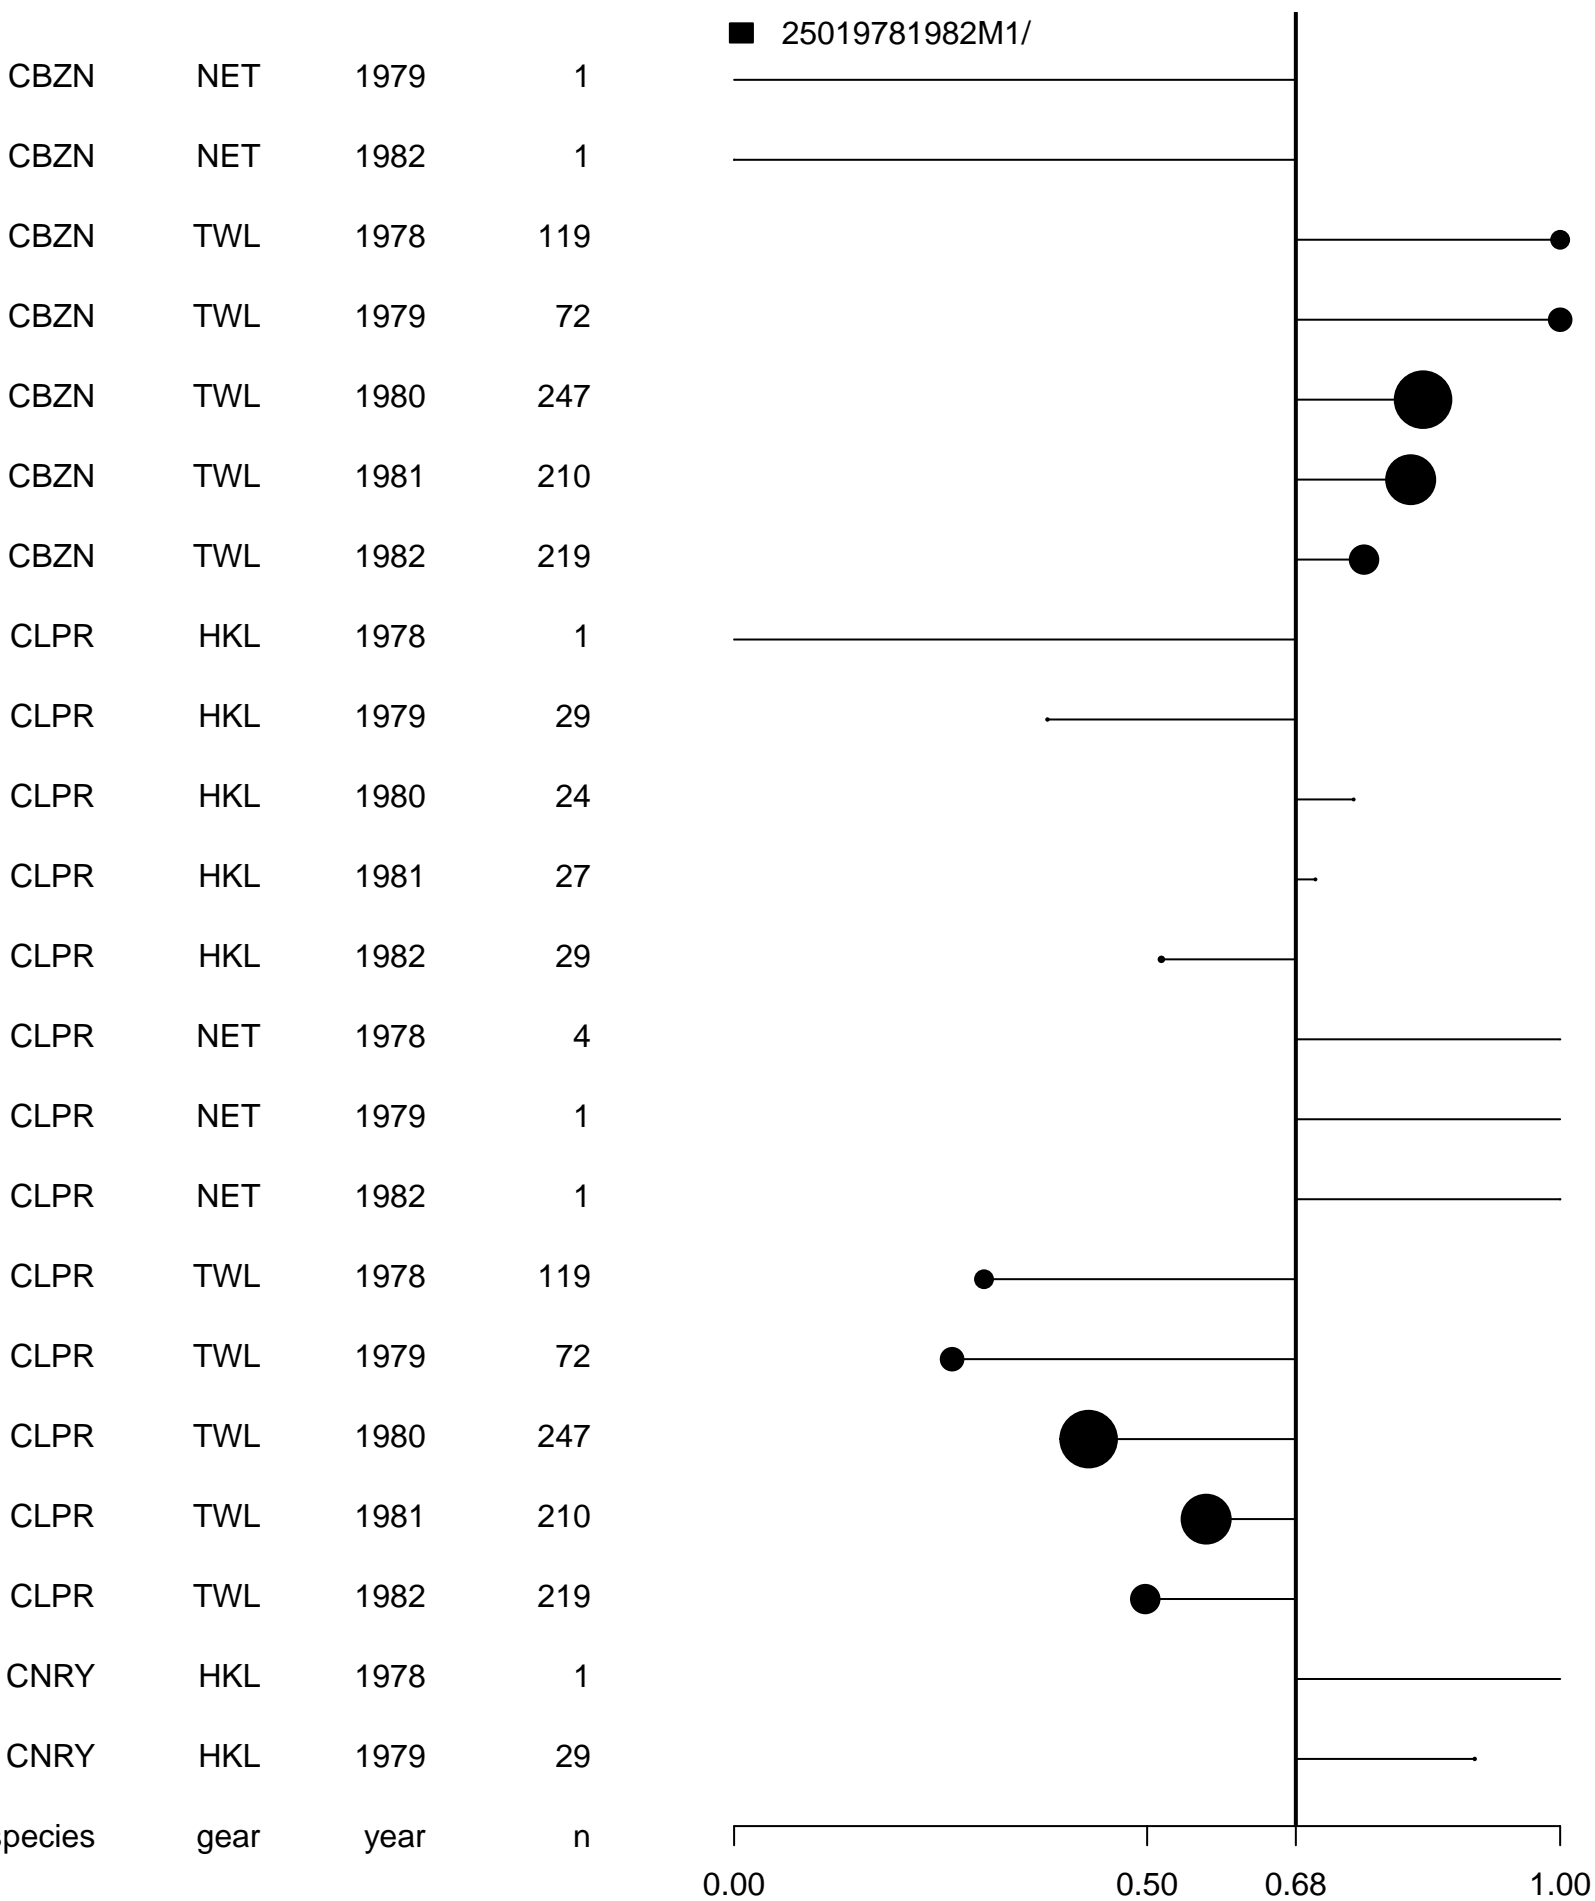 25019781982M1/
CBZN NET 1979 1
CBZN NET 1982 1
CBZN TWL 1978 119
CBZN TWL 1979 72
CBZN TWL 1980 247
CBZN TWL 1981 210
CBZN TWL 1982 219
CLPR HKL 1978 1
CLPR HKL 1979 29
CLPR HKL 1980 24
CLPR HKL 1981 27
CLPR HKL 1982 29
CLPR NET 1978 4
CLPR NET 1979 1
CLPR NET 1982 1
CLPR TWL 1978 119
CLPR TWL 1979 72
CLPR TWL 1980 247
CLPR TWL 1981 210
CLPR TWL 1982 219
CNRY HKL 1978 1
CNRY HKL 1979 29
species gear year n
0.00 0.50 0.68 1.00